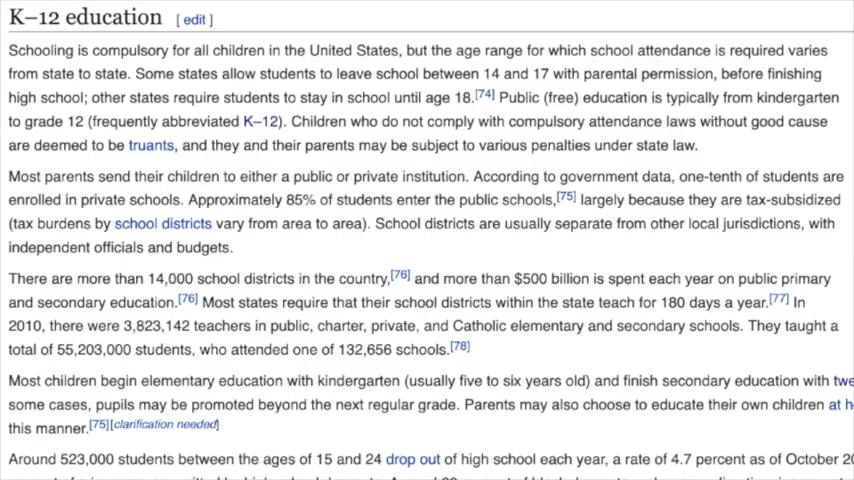 K–12 education [ edit ]
Schooling is compulsory for all children in the United States, but the age range for which school attendance is required varies
from state to state. Some states allow students to leave school between 14 and 17 with parental permission, before finishing
high school; other states require students to stay in school until age 18.[74] Public (free) education is typically from kindergarten
to grade 12 (frequently abbreviated K–12). Children who do not comply with compulsory attendance laws without good cause
are deemed to be truants, and they and their parents may be subject to various penalties under state law.
Most parents send their children to either a public or private institution. According to government data, one-tenth of students are
enrolled in private schools. Approximately 85% of students enter the public schools,[75] largely because they are tax-subsidized
(tax burdens by school districts vary from area to area). School districts are usually separate from other local jurisdictions, with
independent officials and budgets.
There are more than 14,000 school districts in the country,[76] and more than $500 billion is spent each year on public primary
and secondary education.[76] Most states require that their school districts within the state teach for 180 days a year.[77] In
2010, there were 3,823,142 teachers in public, charter, private, and Catholic elementary and secondary schools. They taught a
total of 55,203,000 students, who attended one of 132,656 schools.[78]
Most children begin elementary education with kindergarten (usually five to six years old) and finish secondary education with twe
some cases, pupils may be promoted beyond the next regular grade. Parents may also choose to educate their own children at h
this manner.[75][clarification needed]
Around 523,000 students between the ages of 15 and 24 drop out of high school each year, a rate of 4.7 percent as of October 20